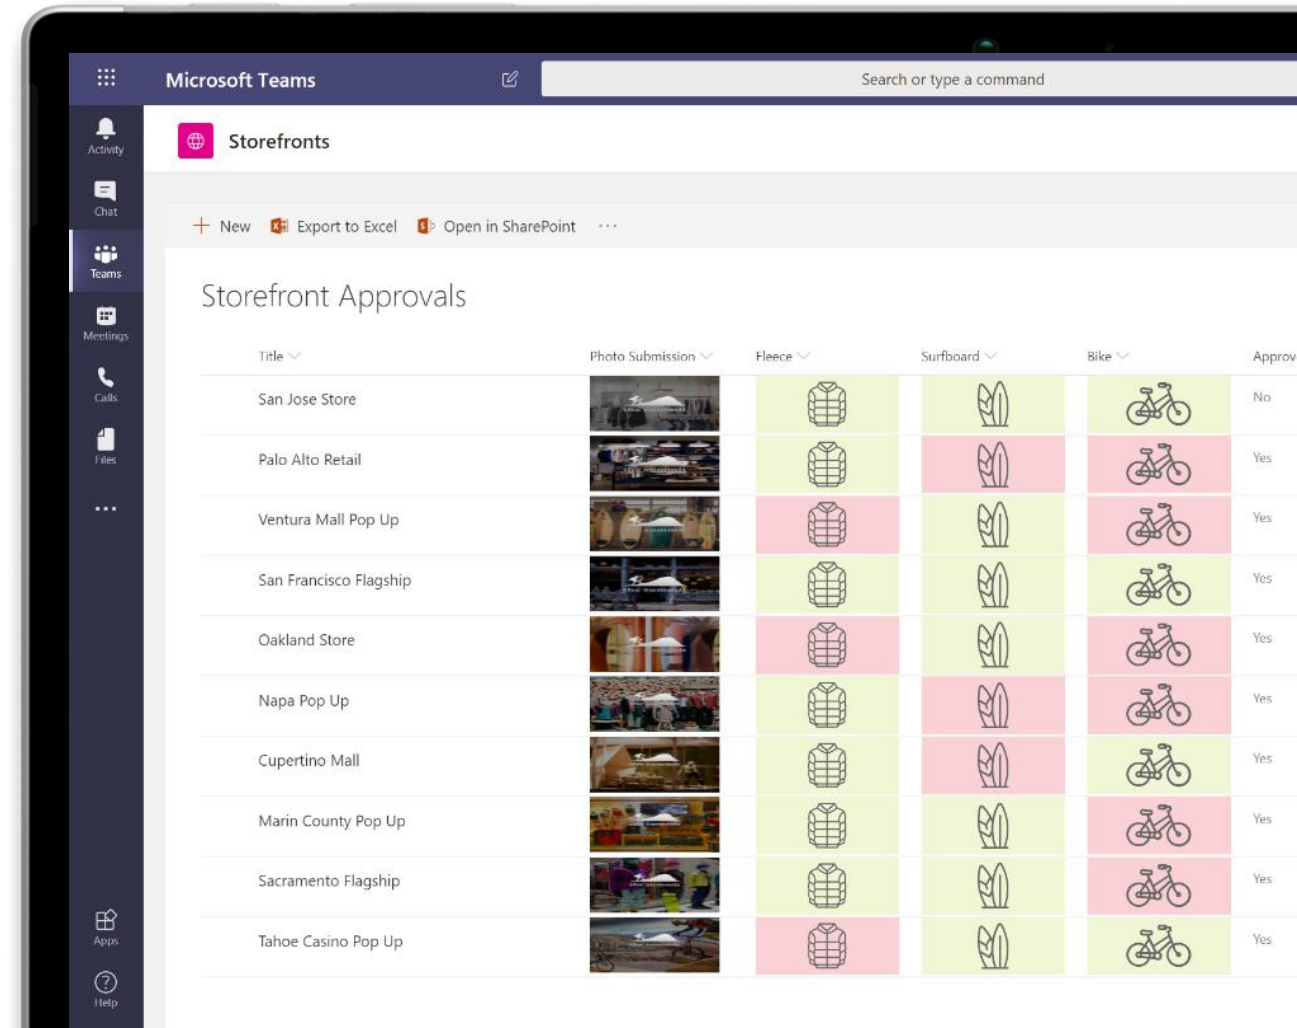 Microsoft Teams
Search or type a command
Activity
Storefronts
Chat
New Export to Excel Open in SharePoint
Teams
Storefront Approvals
Meetings
Title Photo Submission Fleece Surfboard Bike Approv
Calls
San Jose Store No
Files
Palo Alto Retail Yes
Ventura Mall Pop Up Yes
San Francisco Flagship Yes
Oakland Store Yes
Napa Pop Up Yes
Cupertino Mall Yes
Marin County Pop Up Yes
Sacramento Flagship Yes
Tahoe Casino Pop Up Yes
Apps
Help